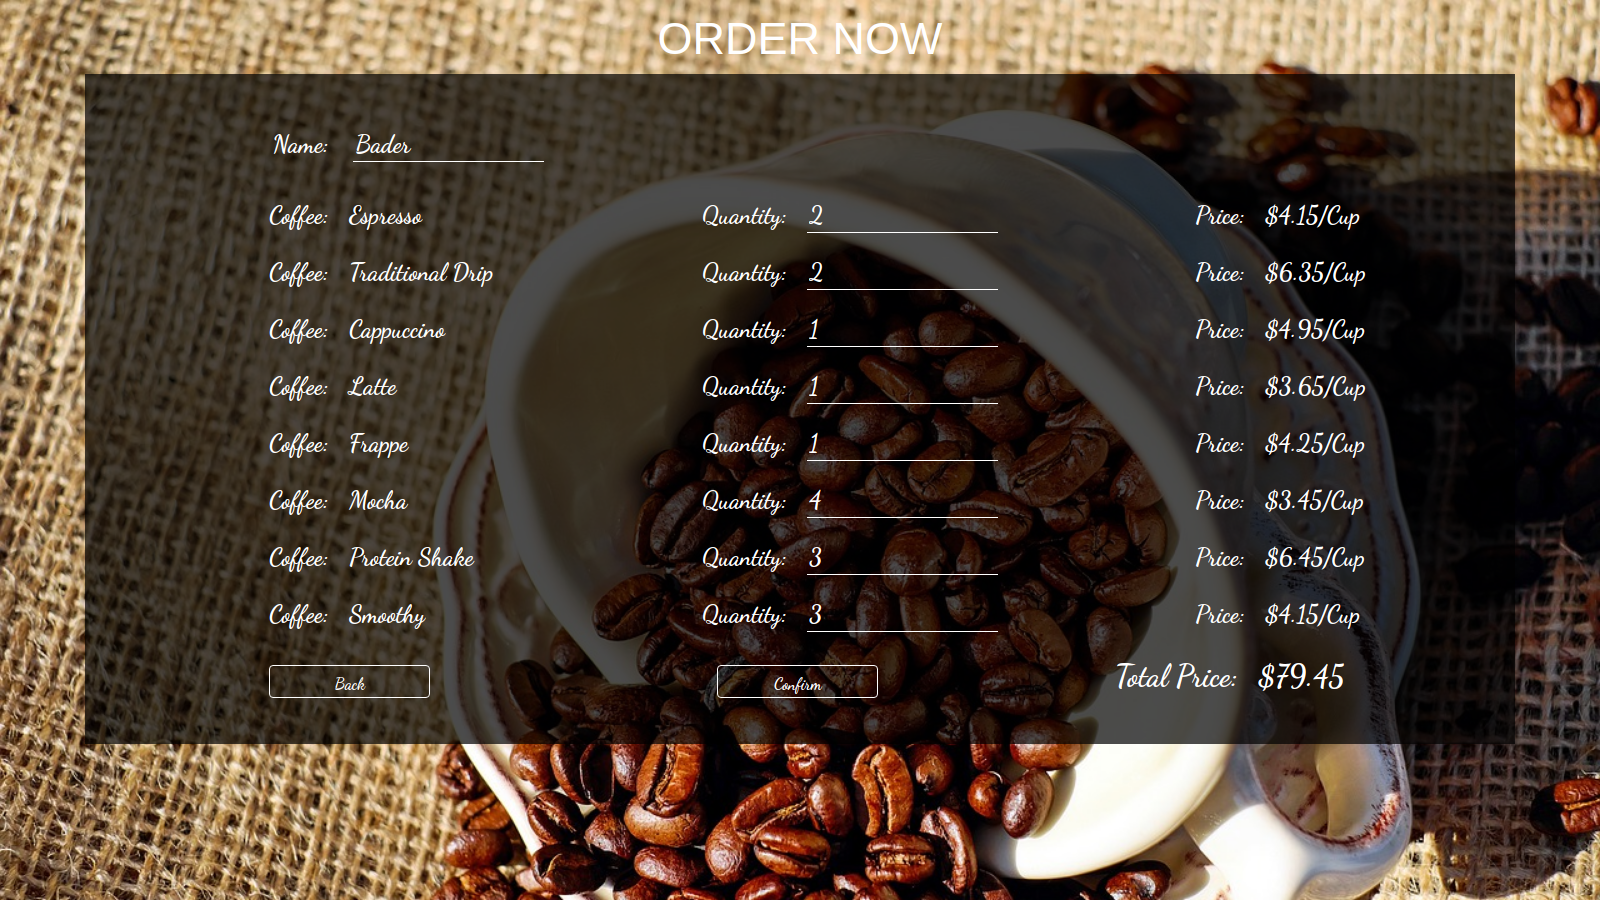 ORDER NOW
Name: Bader
Coffee: Espresso Quantity: 2 Price: $4.15/Cup
Coffee: Traditional Drip Quantity: 2 Price: $6.35/Cup
Coffee: Cappuccino Quantity: 1 Price: $4.95/Cup
Coffee: Latte Quantity: 1 Price: $3.65/Cup
Coffee: Frappe Quantity: 1 Price: $4.25/Cup
Coffee: Mocha Quantity: 4 Price: $3.45/Cup
Coffee: Protein Shake Quantity: 3 Price: $6.45/Cup
Coffee: Smoothy Quantity: 3 Price: $4.15/Cup
Back Confirm Total Price: $79.45